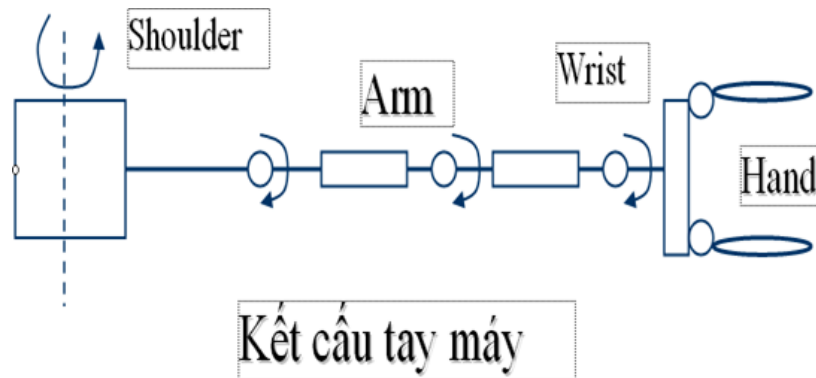 Shoulder
Arm
Wrist
Hand
Kết cấu tay máy